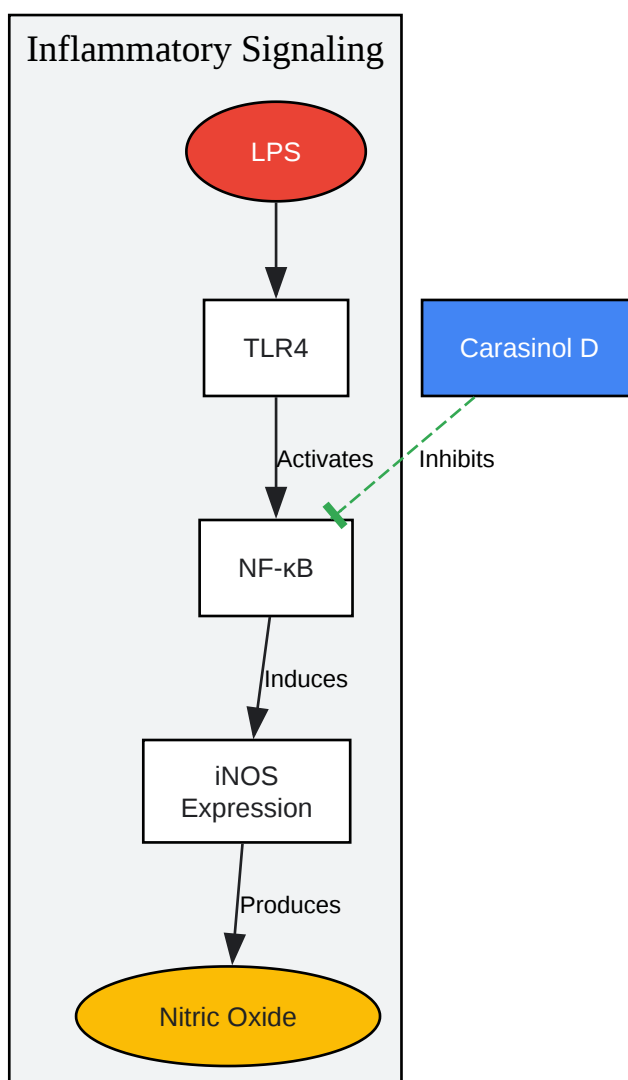 Inflammatory Signaling
LPS
TLR4
Carasinol D
Activates
Inhibits
NF-κB
Induces
iNOS
Expression
Produces
Nitric Oxide